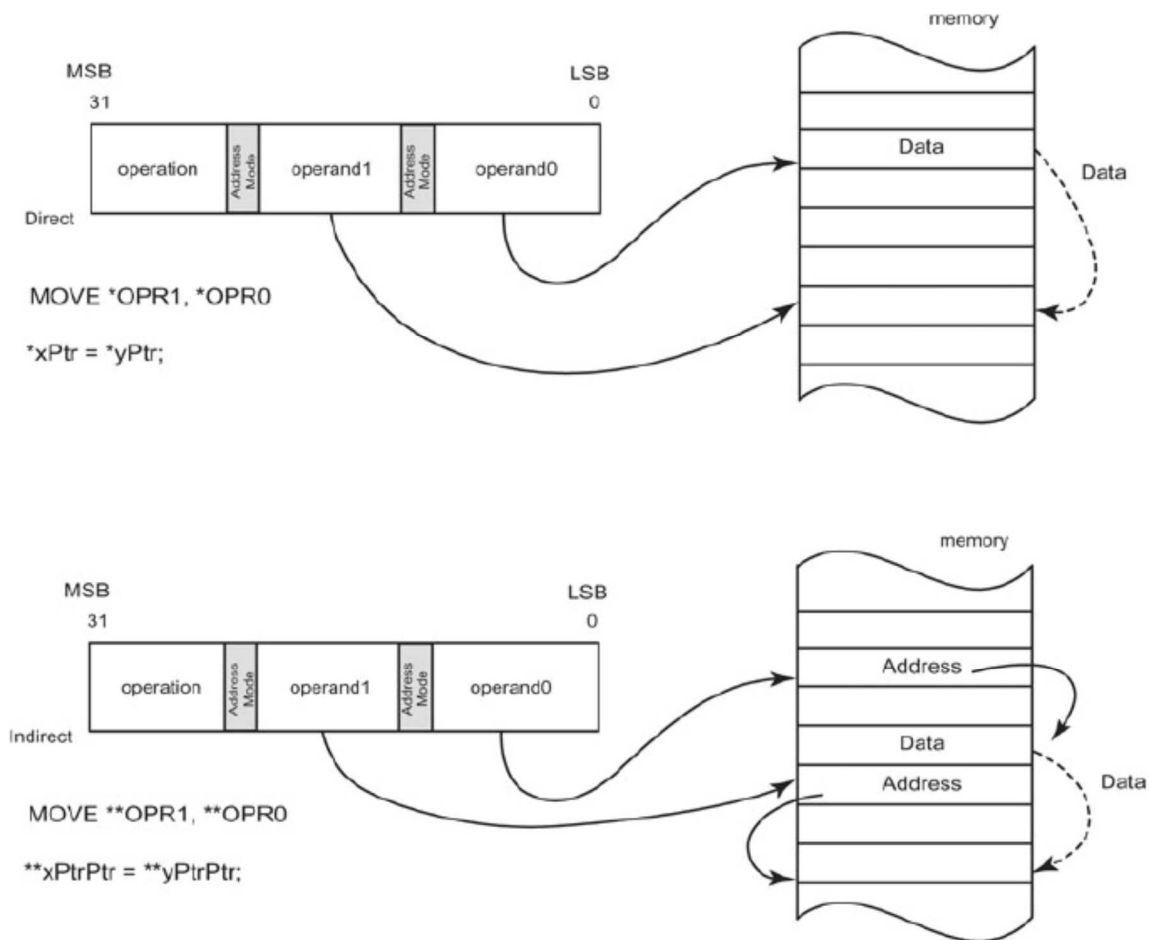 memory
MSB
LSB
31
0
operation
Address Mode
operand1
Address Mode
operand0
Data
Data
Direct
MOVE *OPR1, *OPR0
*xPtr = *yPtr;
memory
MSB
LSB
31
0
operation
Address Mode
operand1
Address Mode
operand0
Address
Data
Address
Data
Indirect
MOVE **OPR1, **OPR0
**xPtrPtr = **yPtrPtr;